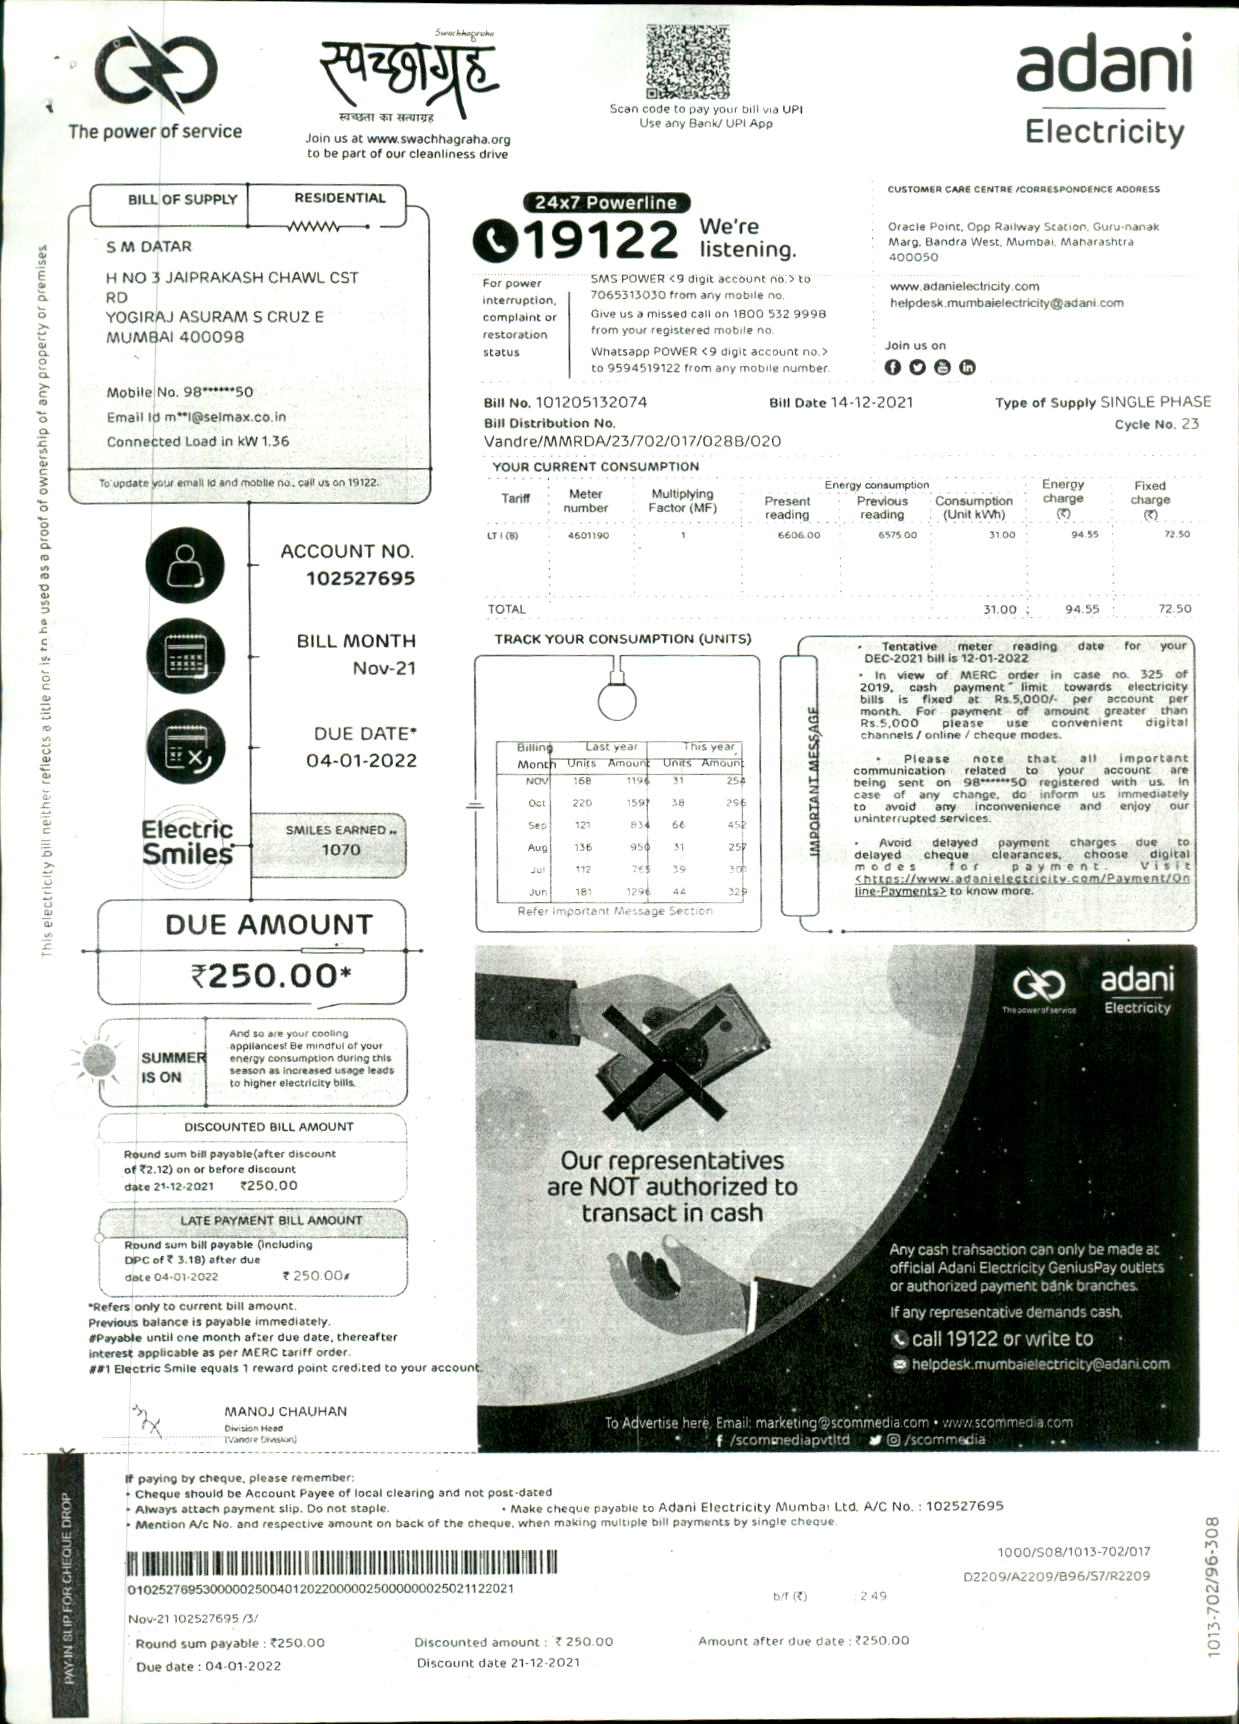 The power of service
Swachhagraha
स्वच्छाग्रह
स्वच्छता का सत्याग्रह
Join us at www.swachhagraha.org
to be part of our cleanliness drive
Scan code to pay your bill via UPI
Use any Bank/ UPI App
adani
Electricity
BILL OF SUPPLY
RESIDENTIAL
S M DATAR
H NO 3 JAIPRAKASH CHAWL CST
RD
YOGIRAJ ASURAM S CRUZ E
MUMBAI 400098
Mobile No. 98******50
Email Id m**l@selmax.co.in
Connected Load in kW 1.36
To update your email id and mobile no., call us on 19122.
This electricity bill neither reflects a title nor is to be used as a proof of ownership of any property or premises
24x7 Powerline
19122 We're
listening.
For power
interruption,
complaint or
restoration
status
SMS POWER <9 digit account no.> to
7065313030 from any mobile no.
Give us a missed call on 1800 532 9998
from your registered mobile no.
Whatsapp POWER <9 digit account no.>
to 9594519122 from any mobile number.
CUSTOMER CARE CENTRE /CORRESPONDENCE ADDRESS
Oracle Point, Opp Railway Station, Guru-nanak
Marg, Bandra West, Mumbai, Maharashtra
400050
www.adanielectricity.com
helpdesk.mumbaielectricity@adani.com
Join us on
Bill No. 101205132074 Bill Date 14-12-2021 Type of Supply SINGLE PHASE
Bill Distribution No. Cycle No. 23
Vandre/MMRDA/23/702/017/028B/020
YOUR CURRENT CONSUMPTION
Tariff Meter number Multiplying Factor (MF) Energy consumption Present reading Previous reading Consumption (Unit kWh) Energy charge (₹) Fixed charge (₹)
LT I (B) 4601190 1 6606.00 6575.00 31.00 94.55 72.50
TOTAL 31.00 94.55 72.50
ACCOUNT NO.
102527695
BILL MONTH
Nov-21
DUE DATE*
04-01-2022
Electric
Smiles
SMILES EARNED
1070
DUE AMOUNT
₹250.00*
SUMMER
IS ON
And so are your cooling
appliances! Be mindful of your
energy consumption during this
season as increased usage leads
to higher electricity bills.
DISCOUNTED BILL AMOUNT
Round sum bill payable(after discount
of ₹2.12) on or before discount
date 21-12-2021 ₹250.00
LATE PAYMENT BILL AMOUNT
Round sum bill payable (including
DPC of ₹ 3.18) after due
date 04-01-2022 ₹ 250.00#
*Refers only to current bill amount.
Previous balance is payable immediately.
#Payable until one month after due date, thereafter
interest applicable as per MERC tariff order.
##1 Electric Smile equals 1 reward point credited to your account.
MANOJ CHAUHAN
Division Head
(Vandre Division)
TRACK YOUR CONSUMPTION (UNITS)
Billing Last year This year
Month Units Amount Units Amount
NOV 168 1196 31 254
Oct 220 1597 38 296
Sep 121 834 66 452
Aug 136 950 31 257
Jul 112 765 39 301
Jun 181 1296 44 329
Refer Important Message Section
IMPORTANT MESSAGE
• Tentative meter reading date for your
DEC-2021 bill is 12-01-2022
• In view of MERC order in case no. 325 of
2019, cash payment limit towards electricity
bills is fixed at Rs.5,000/- per account per
month. For payment of amount greater than
Rs.5,000 please use convenient digital
channels / online / cheque modes.
• Please note that all important
communication related to your account are
being sent on 98******50 registered with us. In
case of any change, do inform us immediately
to avoid any inconvenience and enjoy our
uninterrupted services.
• Avoid delayed payment charges due to
delayed cheque clearances, choose digital
modes for payment. Visit
<https://www.adanielectricity.com/Payment/On
line-Payments> to know more.
The power of service
adani
Electricity
Our representatives
are NOT authorized to
transact in cash
Any cash transaction can only be made at
official Adani Electricity GeniusPay outlets
or authorized payment bank branches.
If any representative demands cash,
call 19122 or write to
helpdesk.mumbaielectricity@adani.com
To Advertise here, Email: marketing@scommedia.com • www.scommedia.com
/scommediapvtltd /scommedia
PAY-IN SLIP FOR CHEQUE DROP
If paying by cheque, please remember:
• Cheque should be Account Payee of local clearing and not post-dated
• Always attach payment slip. Do not staple. • Make cheque payable to Adani Electricity Mumbai Ltd. A/C No. : 102527695
• Mention A/c No. and respective amount on back of the cheque, when making multiple bill payments by single cheque.
1000/S08/1013-702/017
D2209/A2209/B96/S7/R2209
b/f (₹) : 2.49
Nov-21 102527695 /3/
Round sum payable : ₹250.00 Discounted amount : ₹ 250.00 Amount after due date : ₹250.00
Due date : 04-01-2022 Discount date 21-12-2021
1013-702/96-308